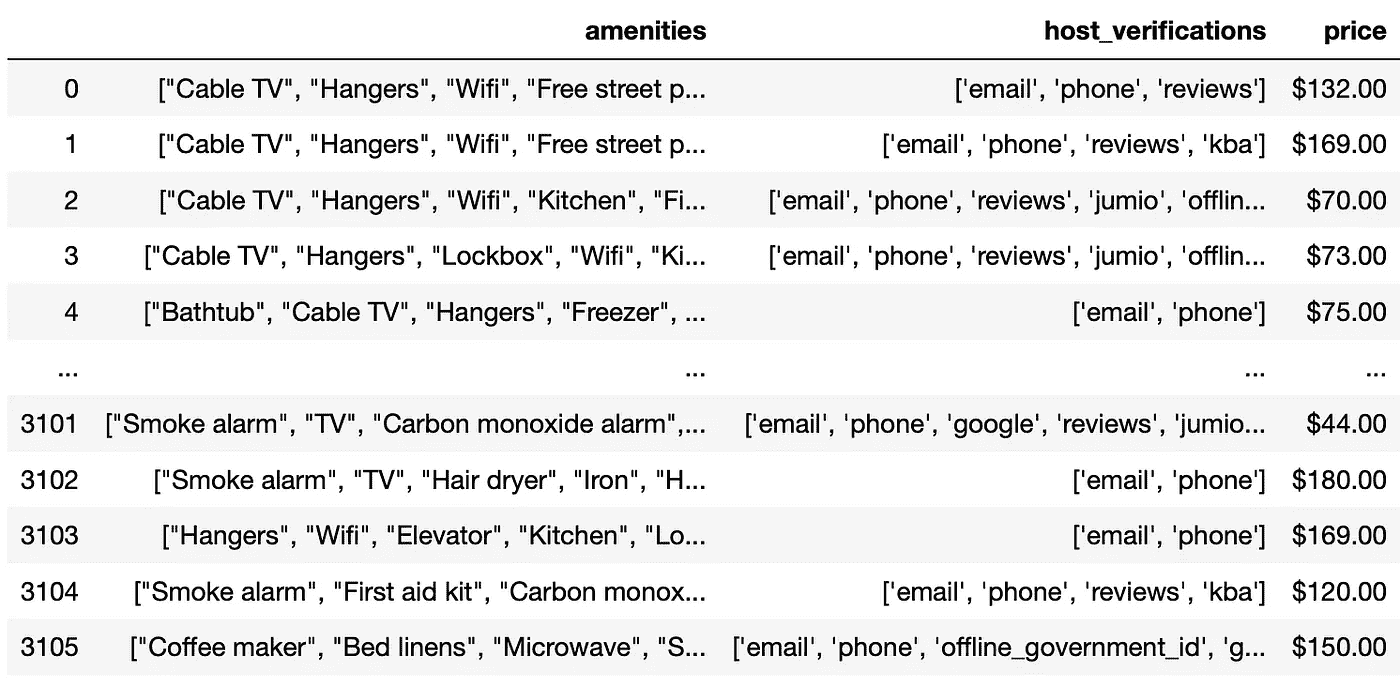 amenities host_verifications price
0 ["Cable TV", "Hangers", "Wifi", "Free street p... ['email', 'phone', 'reviews'] $132.00
1 ["Cable TV", "Hangers", "Wifi", "Free street p... ['email', 'phone', 'reviews', 'kba'] $169.00
2 ["Cable TV", "Hangers", "Wifi", "Kitchen", "Fi... ['email', 'phone', 'reviews', 'jumio', 'offlin... $70.00
3 ["Cable TV", "Hangers", "Lockbox", "Wifi", "Ki... ['email', 'phone', 'reviews', 'jumio', 'offlin... $73.00
4 ["Bathtub", "Cable TV", "Hangers", "Freezer", ... ['email', 'phone'] $75.00
... ... ... ...
3101 ["Smoke alarm", "TV", "Carbon monoxide alarm",... ['email', 'phone', 'google', 'reviews', 'jumio... $44.00
3102 ["Smoke alarm", "TV", "Hair dryer", "Iron", "H... ['email', 'phone'] $180.00
3103 ["Hangers", "Wifi", "Elevator", "Kitchen", "Lo... ['email', 'phone'] $169.00
3104 ["Smoke alarm", "First aid kit", "Carbon monox... ['email', 'phone', 'reviews', 'kba'] $120.00
3105 ["Coffee maker", "Bed linens", "Microwave", "S... ['email', 'phone', 'offline_government_id', 'g... $150.00